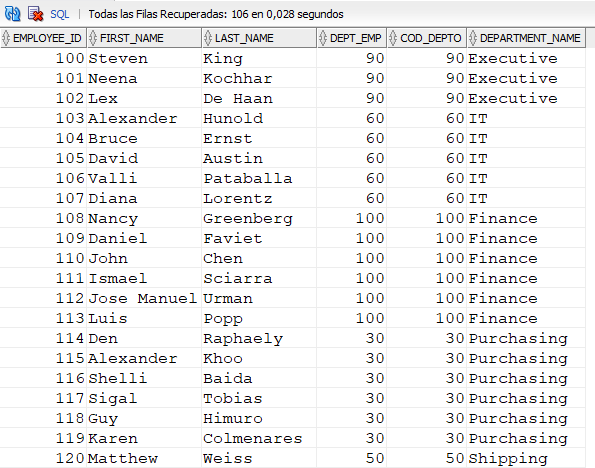 SQL | Todas las Filas Recuperadas: 106 en 0,028 segundos
EMPLOYEE_ID FIRST_NAME LAST_NAME DEPT_EMP COD_DEPTO DEPARTMENT_NAME
100 Steven King 90 90 Executive
101 Neena Kochhar 90 90 Executive
102 Lex De Haan 90 90 Executive
103 Alexander Hunold 60 60 IT
104 Bruce Ernst 60 60 IT
105 David Austin 60 60 IT
106 Valli Pataballa 60 60 IT
107 Diana Lorentz 60 60 IT
108 Nancy Greenberg 100 100 Finance
109 Daniel Faviet 100 100 Finance
110 John Chen 100 100 Finance
111 Ismael Sciarra 100 100 Finance
112 Jose Manuel Urman 100 100 Finance
113 Luis Popp 100 100 Finance
114 Den Raphaely 30 30 Purchasing
115 Alexander Khoo 30 30 Purchasing
116 Shelli Baida 30 30 Purchasing
117 Sigal Tobias 30 30 Purchasing
118 Guy Himuro 30 30 Purchasing
119 Karen Colmenares 30 30 Purchasing
120 Matthew Weiss 50 50 Shipping